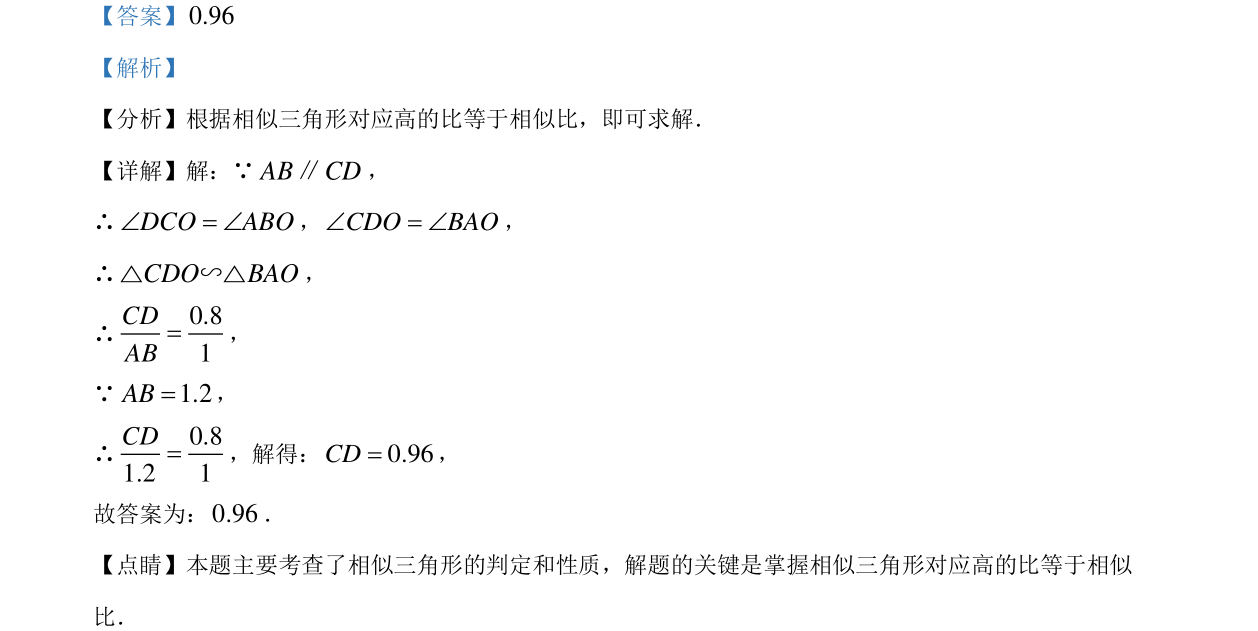 【答案】0.96
【解析】
【分析】根据相似三角形对应高的比等于相似比，即可求解．
【详解】解：∵AB∥CD，
∴∠DCO=∠ABO，∠CDO=∠BAO，
∴△CDO∽△BAO，
∴CD/AB=0.8/1，
∵AB=1.2，
∴CD/1.2=0.8/1，解得：CD=0.96，
故答案为：0.96．
【点睛】本题主要考查了相似三角形的判定和性质，解题的关键是掌握相似三角形对应高的比等于相似
比．